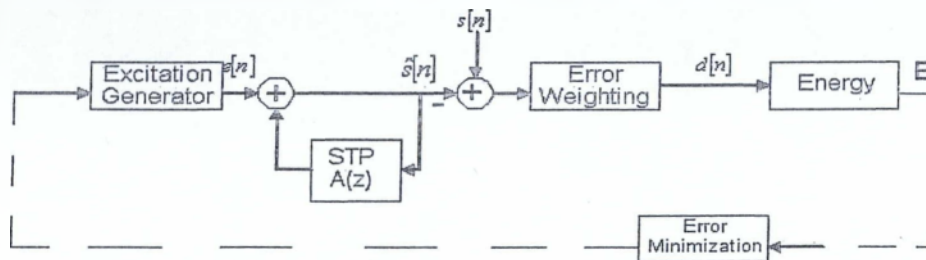 s[n]
Excitation
Generator
e[n]
+
ŝ[n]
−
+
Error
Weighting
d[n]
Energy
E
STP
A(z)
Error
Minimization